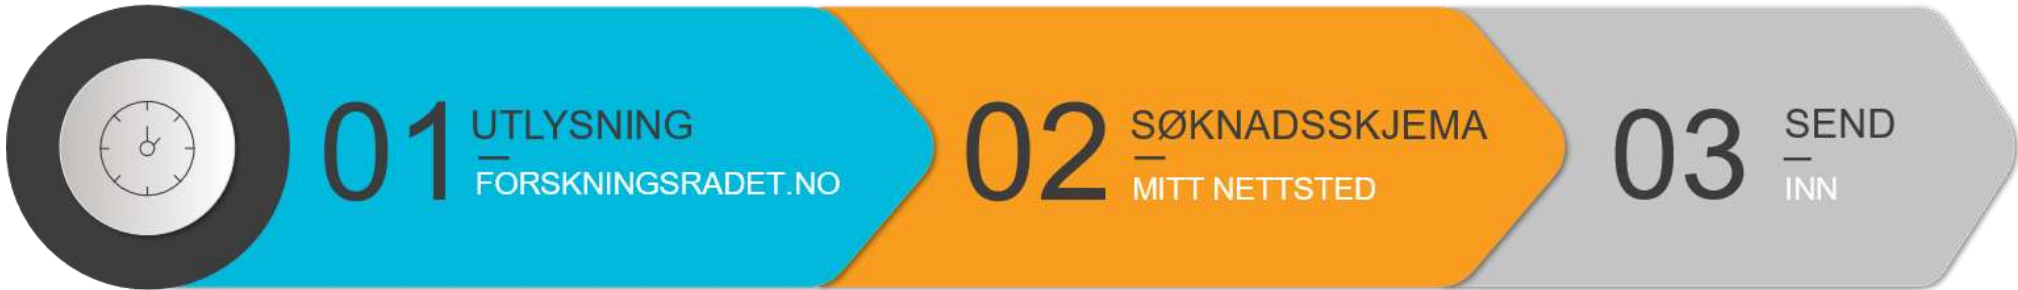 01
UTLYSNING
FORSKNINGSRADET.NO
02
SØKNADSSKJEMA
MITT NETTSTED
03
SEND
INN